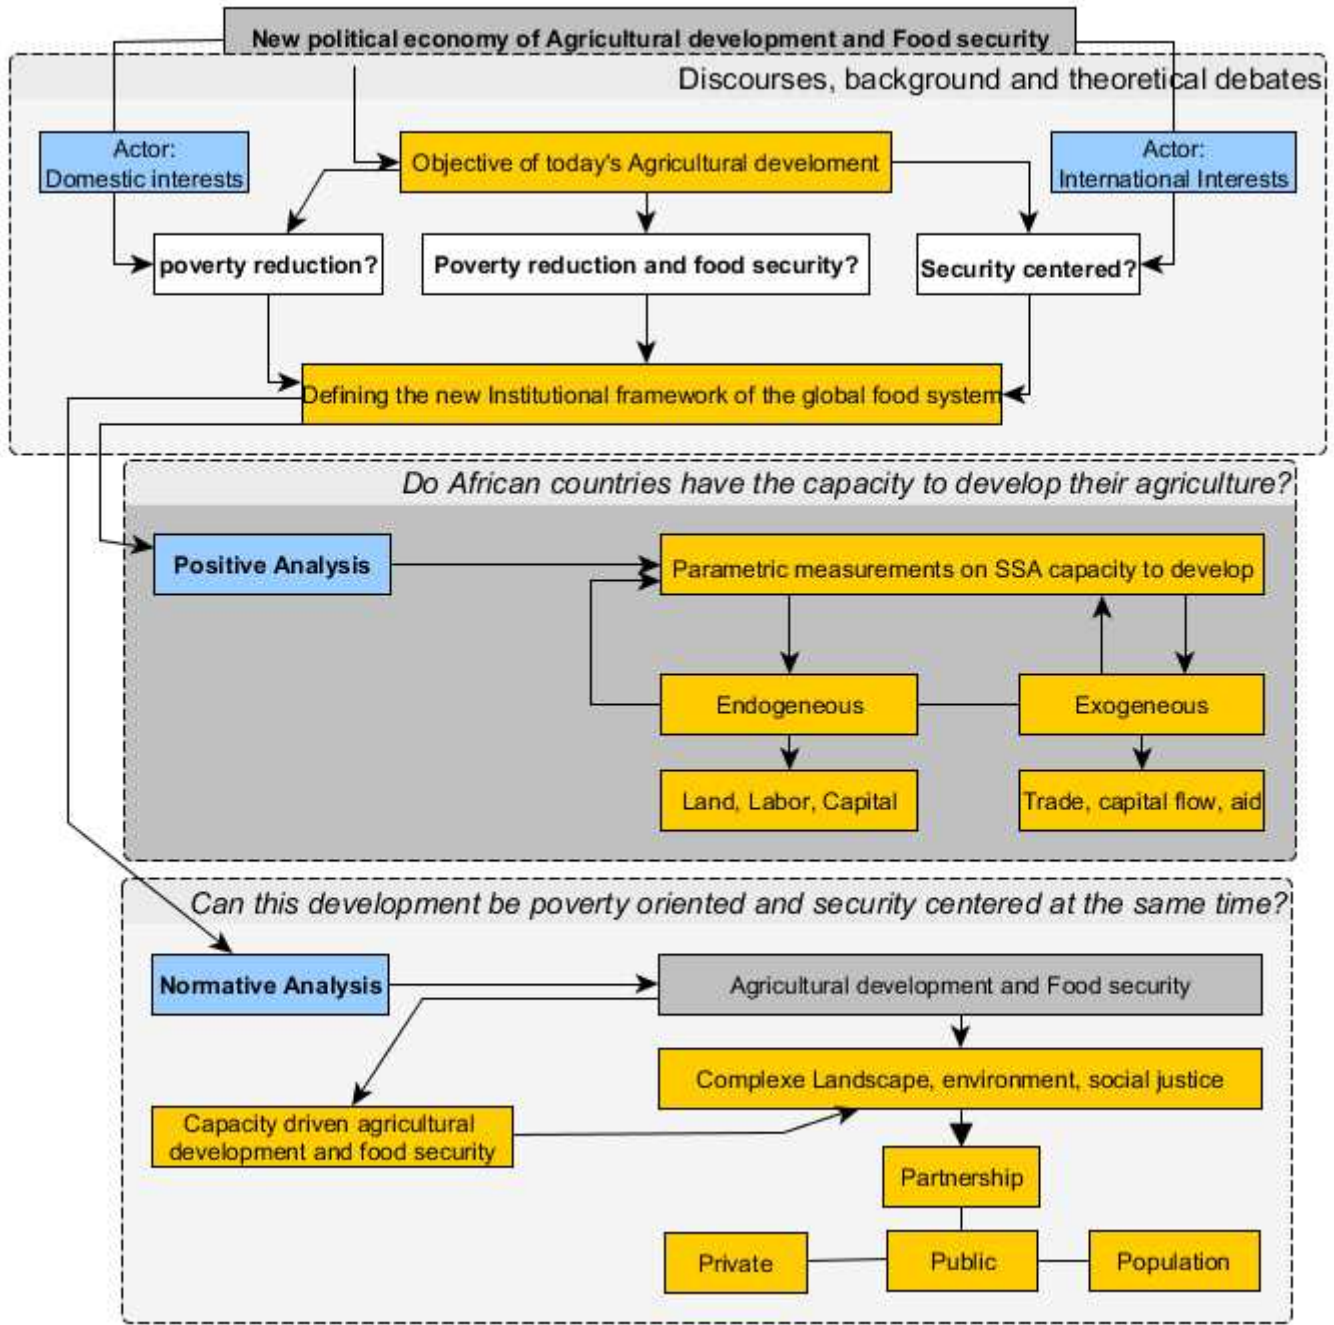 New political economy of Agricultural development and Food security
Discourses, background and theoretical debates
Actor:
Domestic interests
Objective of today's Agricultural develoment
Actor:
International Interests
poverty reduction?
Poverty reduction and food security?
Security centered?
Defining the new Institutional framework of the global food system
Do African countries have the capacity to develop their agriculture?
Positive Analysis
Parametric measurements on SSA capacity to develop
Endogeneous
Exogeneous
Land, Labor, Capital
Trade, capital flow, aid
Can this development be poverty oriented and security centered at the same time?
Normative Analysis
Agricultural development and Food security
Complexe Landscape, environment, social justice
Capacity driven agricultural
development and food security
Partnership
Private
Public
Population